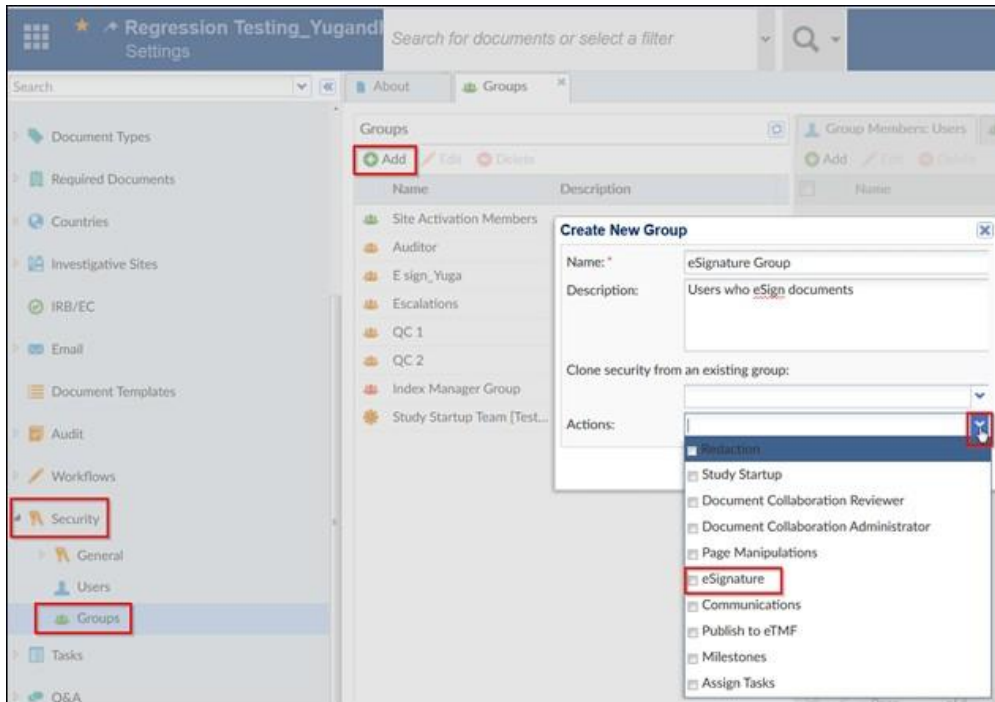 Regression Testing_Yugandl
Settings
Search for documents or select a filter
Search
About
Groups
Document Types
Required Documents
Countries
Investigative Sites
IRB/EC
Email
Document Templates
Audit
Workflows
Security
General
Users
Groups
Tasks
Q&A
Groups
Add Edit Delete
Name Description
Site Activation Members
Auditor
E sign_Yuga
Escalations
QC 1
QC 2
Index Manager Group
Study Startup Team [Test...
Group Members: Users
Add Edit Delete
Name
Create New Group
Name:* eSignature Group
Description: Users who eSign documents
Clone security from an existing group:
Actions:
Redaction
Study Startup
Document Collaboration Reviewer
Document Collaboration Administrator
Page Manipulations
eSignature
Communications
Publish to eTMF
Milestones
Assign Tasks